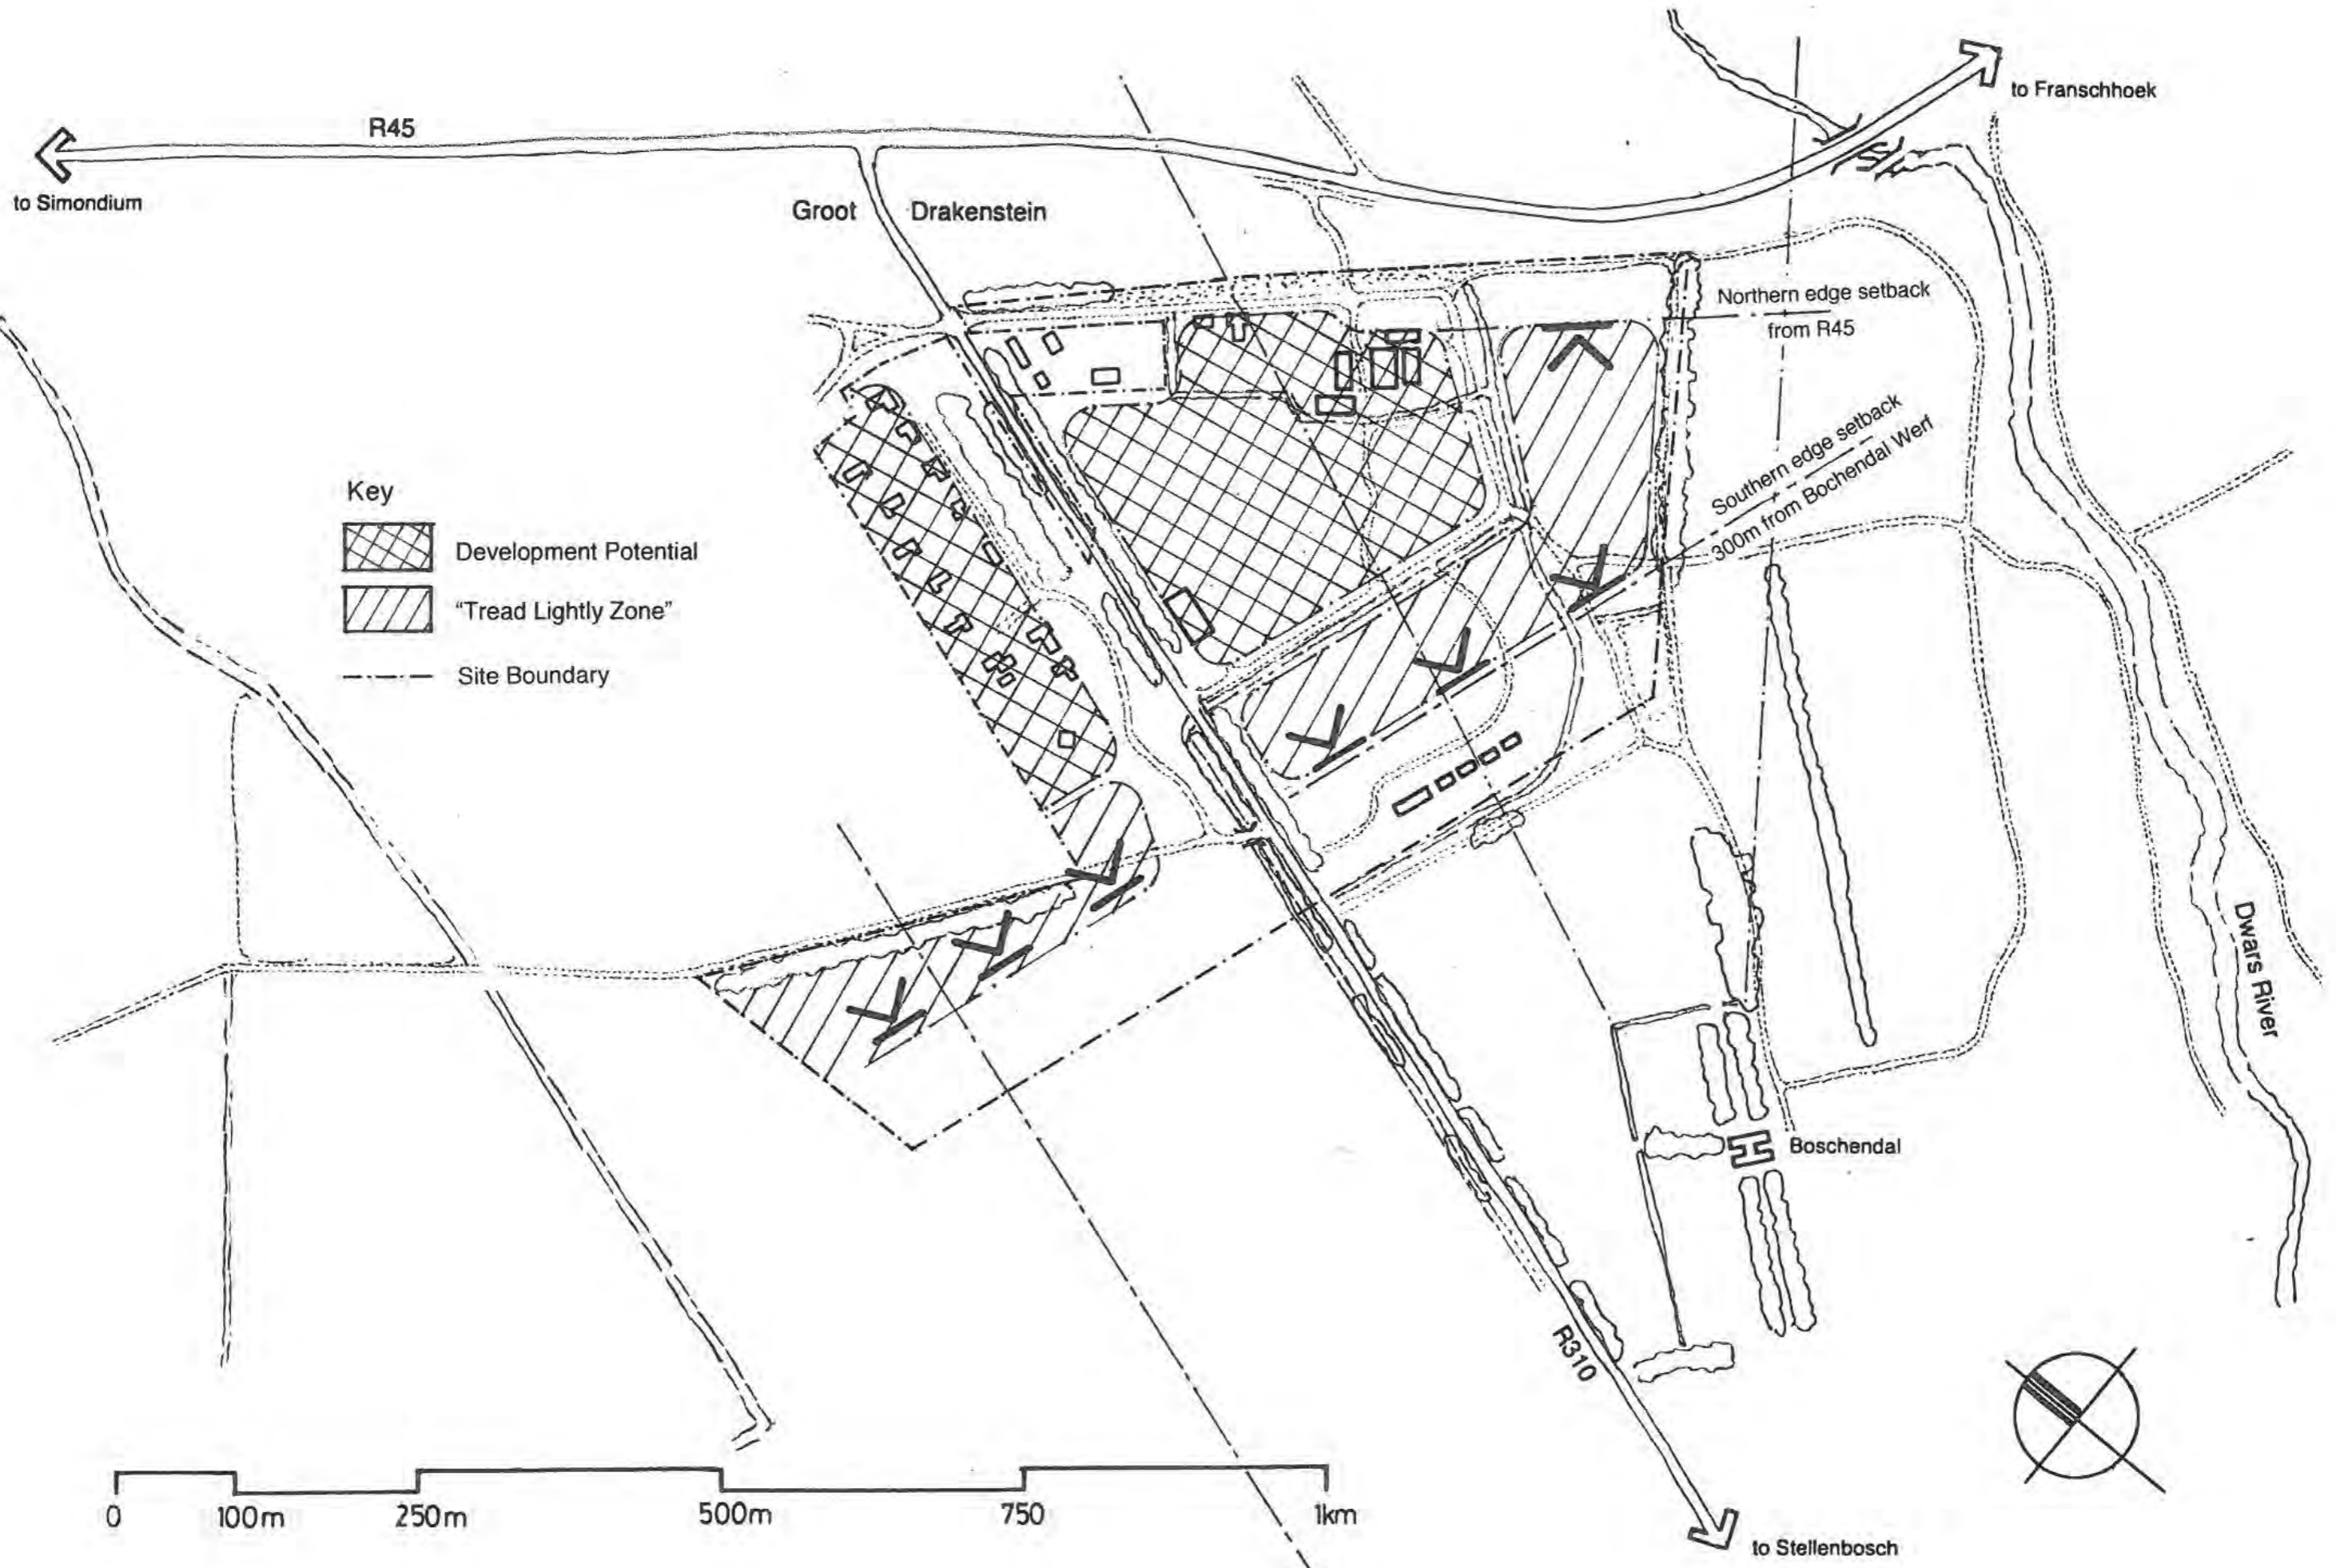 to Franschhoek
R45
to Simondium
Groot Drakenstein
Northern edge setback
from R45
Southern edge setback
300m from Bochendal Werf
Key
Development Potential
“Tread Lightly Zone”
Site Boundary
Dwars River
Boschendal
R310
0 100m 250m 500m 750 1km
to Stellenbosch